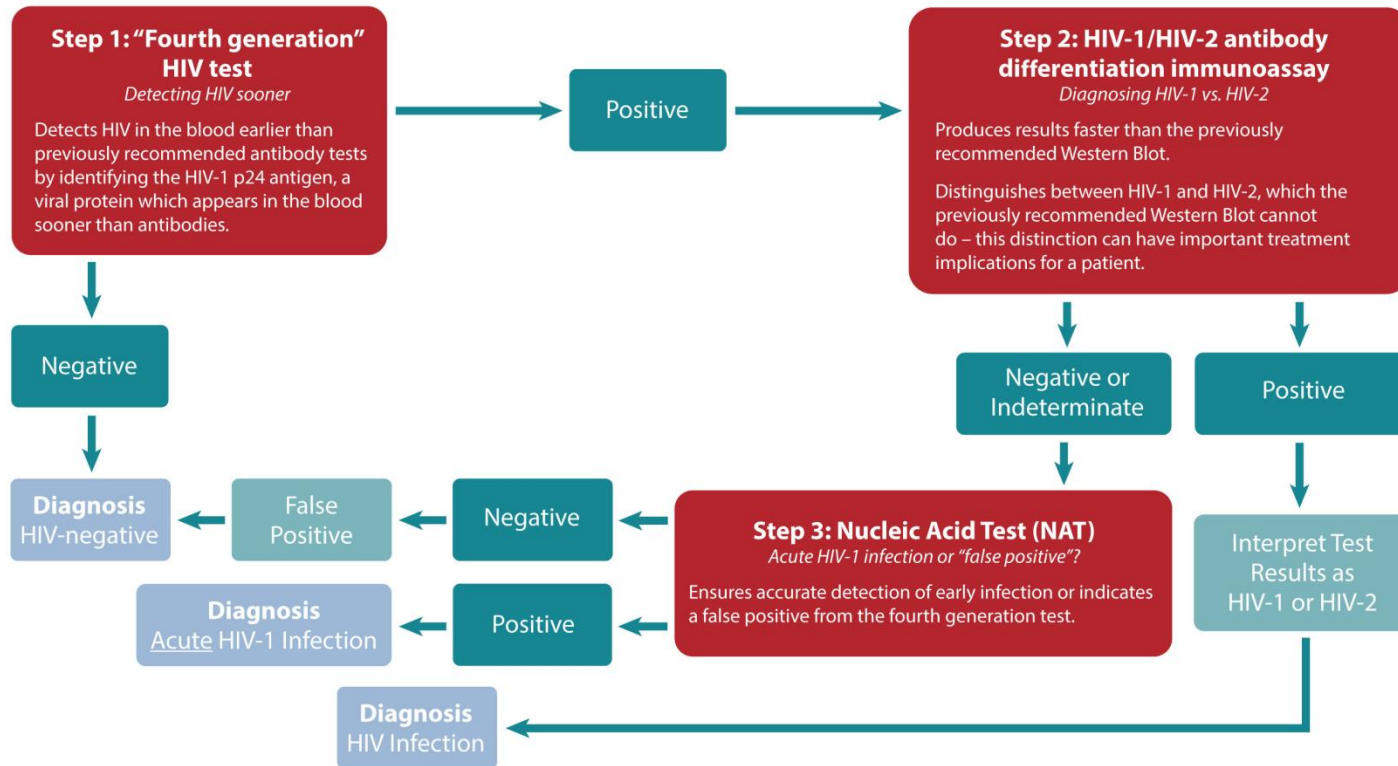 Step 1: “Fourth generation”
HIV test
Detecting HIV sooner
Detects HIV in the blood earlier than
previously recommended antibody tests
by identifying the HIV-1 p24 antigen, a
viral protein which appears in the blood
sooner than antibodies.
Positive
Step 2: HIV-1/HIV-2 antibody
differentiation immunoassay
Diagnosing HIV-1 vs. HIV-2
Produces results faster than the previously
recommended Western Blot.
Distinguishes between HIV-1 and HIV-2, which the
previously recommended Western Blot cannot
do – this distinction can have important treatment
implications for a patient.
Negative
Negative or
Indeterminate
Positive
Diagnosis
HIV-negative
False
Positive
Negative
Step 3: Nucleic Acid Test (NAT)
Acute HIV-1 infection or “false positive”?
Ensures accurate detection of early infection or indicates
a false positive from the fourth generation test.
Interpret Test
Results as
HIV-1 or HIV-2
Diagnosis
Acute HIV-1 Infection
Positive
Diagnosis
HIV Infection